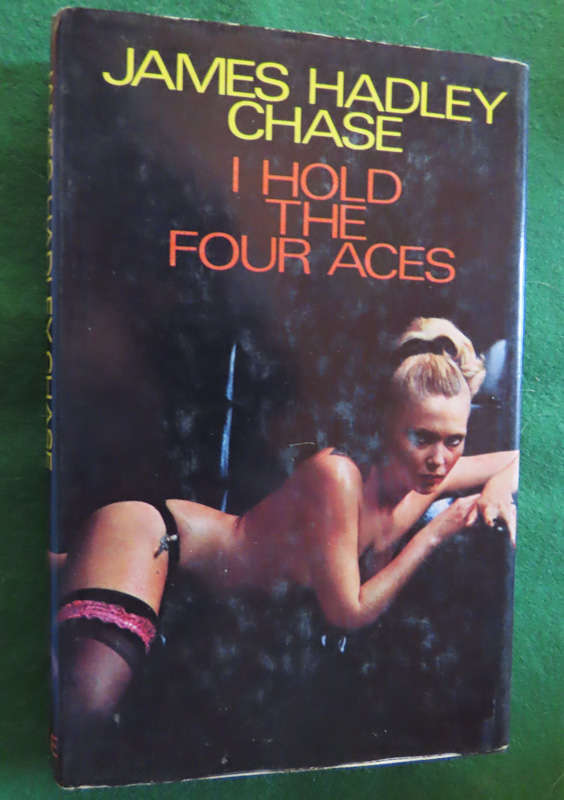 JAMES HADLEY
CHASE
I HOLD
THE
FOUR ACES
JAMES HADLEY CHASE